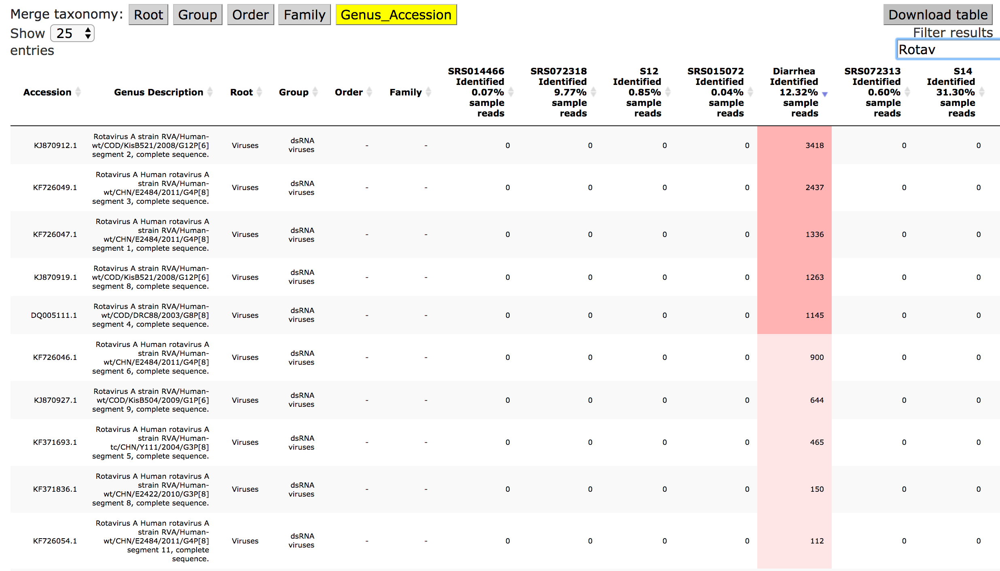 Merge taxonomy: Root Group Order Family Genus_Accession Download table
Show 25 entries
Filter results
Rotav
Accession Genus Description Root Group Order Family SRS014466 Identified 0.07% sample reads SRS072318 Identified 9.77% sample reads S12 Identified 0.85% sample reads SRS015072 Identified 0.04% sample reads Diarrhea Identified 12.32% sample reads SRS072313 Identified 0.60% sample reads S14 Identified 31.30% sample reads
KJ870912.1 Rotavirus A strain RVA/Human-wt/COD/KisB521/2008/G12P[6] segment 2, complete sequence. Viruses dsRNA viruses - - 0 0 0 0 3418 0 0
KF726049.1 Rotavirus A Human rotavirus A strain RVA/Human-wt/CHN/E2484/2011/G4P[8] segment 3, complete sequence. Viruses dsRNA viruses - - 0 0 0 0 2437 0 0
KF726047.1 Rotavirus A Human rotavirus A strain RVA/Human-wt/CHN/E2484/2011/G4P[8] segment 1, complete sequence. Viruses dsRNA viruses - - 0 0 0 0 1336 0 0
KJ870919.1 Rotavirus A strain RVA/Human-wt/COD/KisB521/2008/G12P[6] segment 8, complete sequence. Viruses dsRNA viruses - - 0 0 0 0 1263 0 0
DQ005111.1 Rotavirus A strain RVA/Human-wt/COD/DRC88/2003/G8P[8] segment 4, complete sequence. Viruses dsRNA viruses - - 0 0 0 0 1145 0 0
KF726046.1 Rotavirus A Human rotavirus A strain RVA/Human-wt/CHN/E2484/2011/G4P[8] segment 6, complete sequence. Viruses dsRNA viruses - - 0 0 0 0 900 0 0
KJ870927.1 Rotavirus A strain RVA/Human-wt/COD/KisB504/2009/G1P[6] segment 9, complete sequence. Viruses dsRNA viruses - - 0 0 0 0 644 0 0
KF371693.1 Rotavirus A Human rotavirus A strain RVA/Human-tc/CHN/Y111/2004/G3P[8] segment 5, complete sequence. Viruses dsRNA viruses - - 0 0 0 0 465 0 0
KF371836.1 Rotavirus A Human rotavirus A strain RVA/Human-wt/CHN/E2422/2010/G3P[8] segment 8, complete sequence. Viruses dsRNA viruses - - 0 0 0 0 150 0 0
KF726054.1 Rotavirus A Human rotavirus A strain RVA/Human-wt/CHN/E2484/2011/G4P[8] segment 11, complete sequence. Viruses dsRNA viruses - - 0 0 0 0 112 0 0